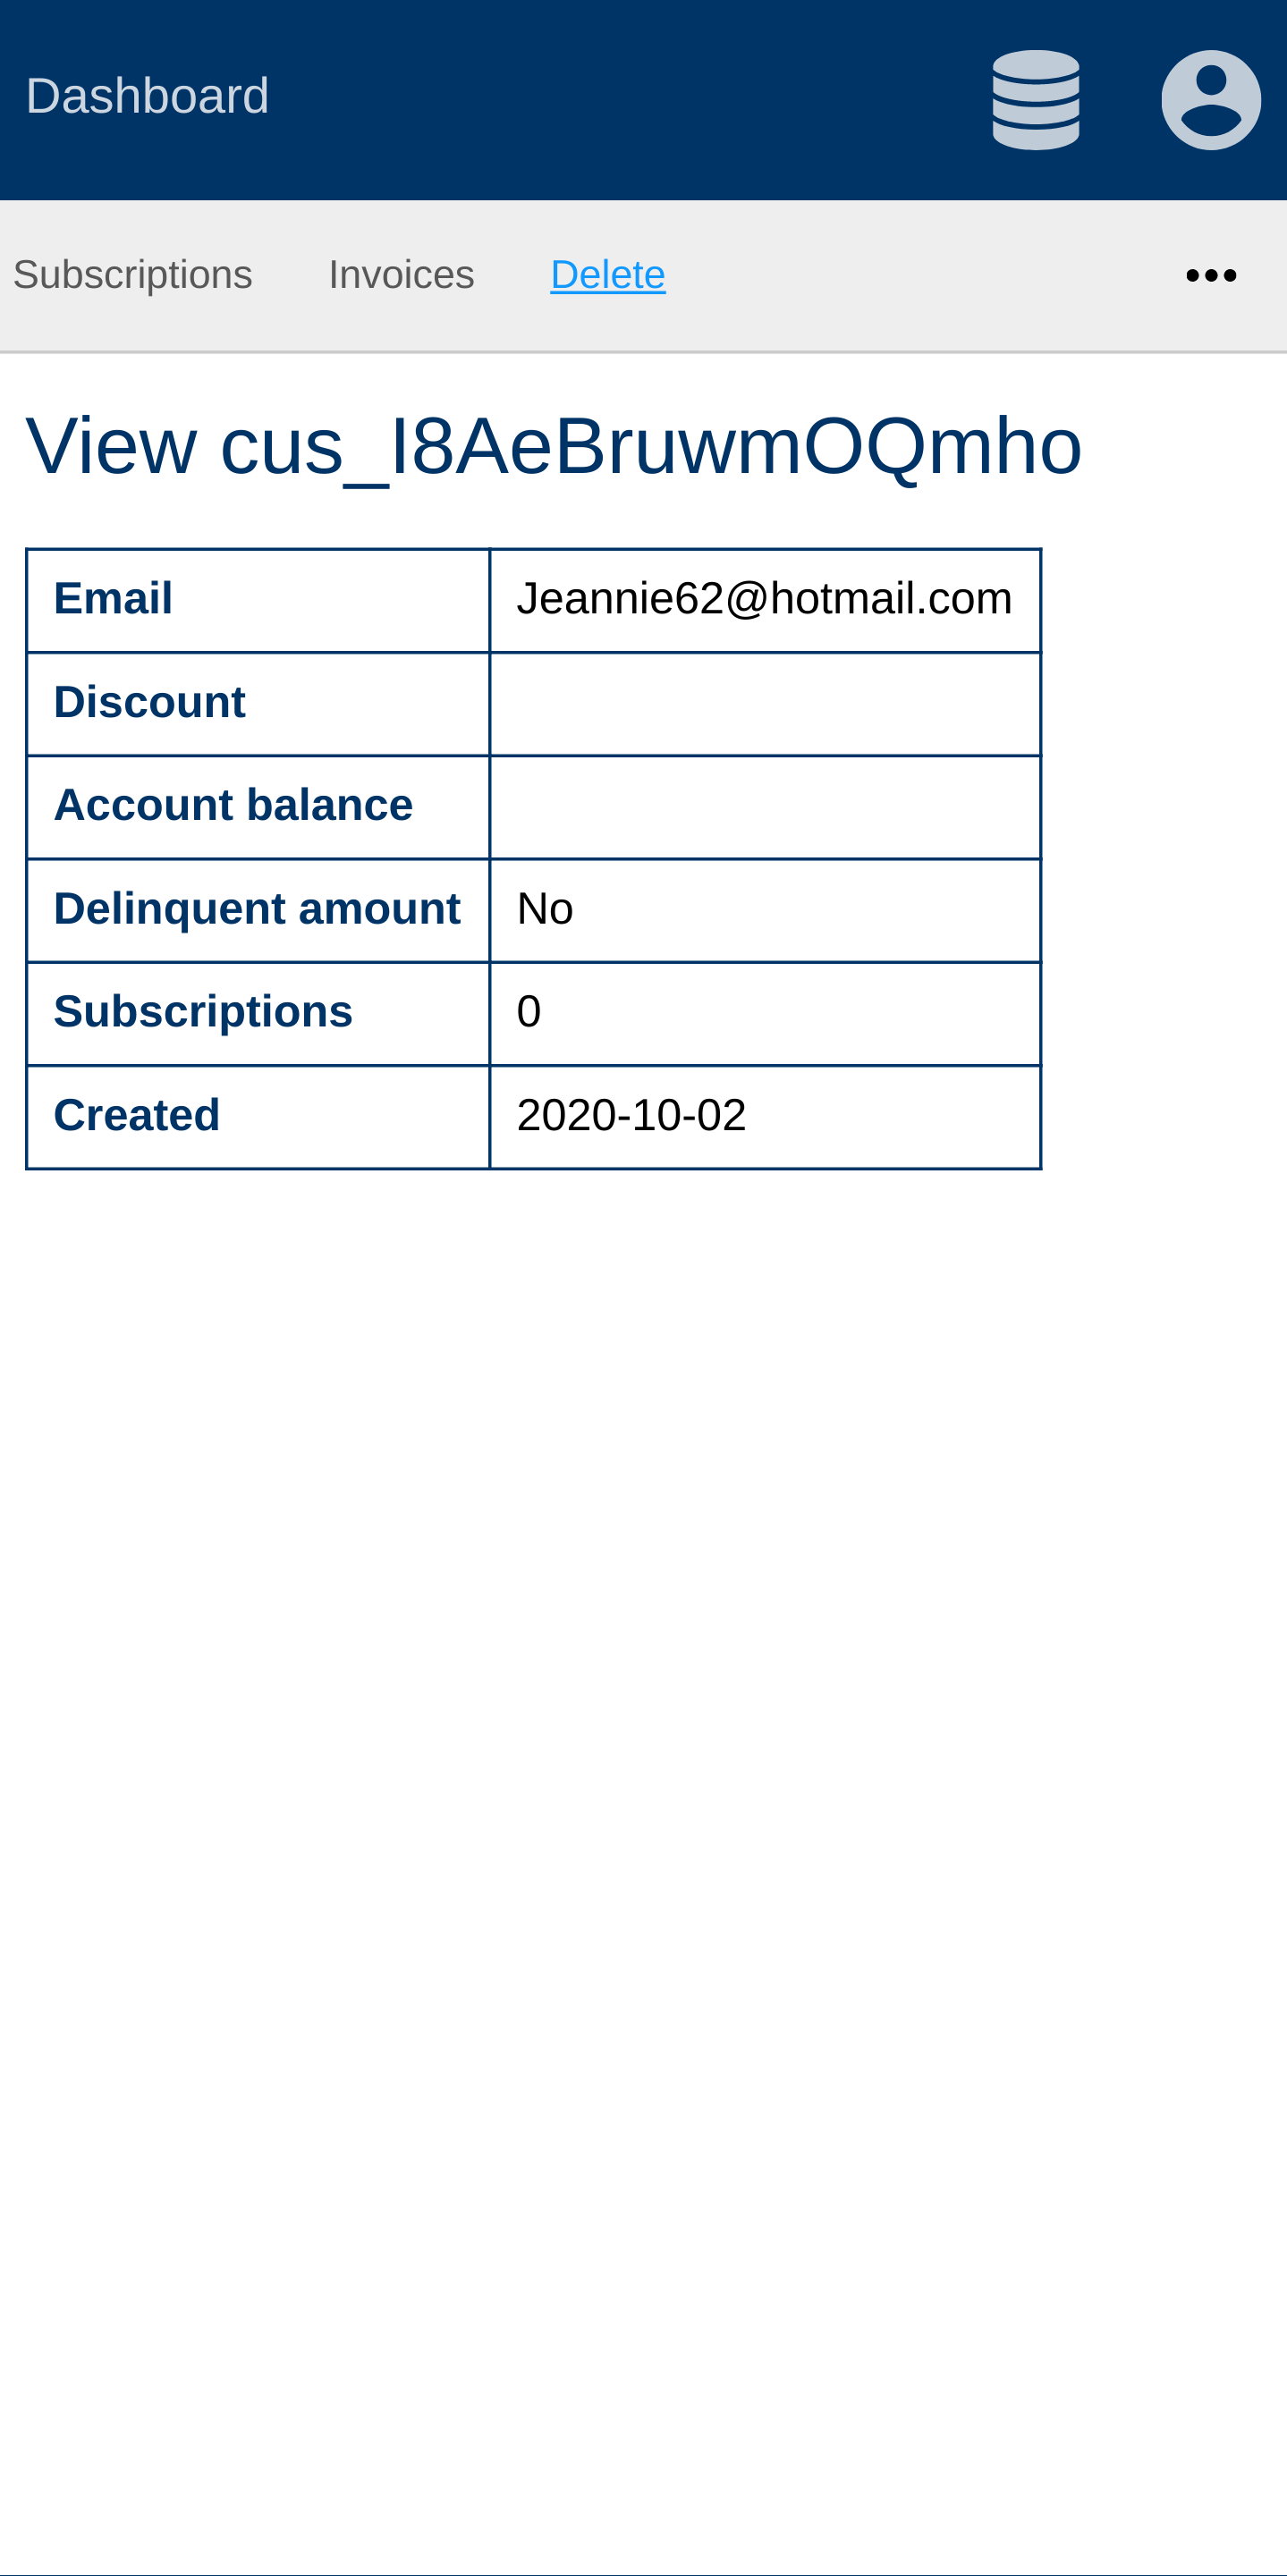 Dashboard
Subscriptions Invoices Delete
View cus_I8AeBruwmOQmho
Email Jeannie62@hotmail.com
Discount
Account balance
Delinquent amount No
Subscriptions 0
Created 2020-10-02